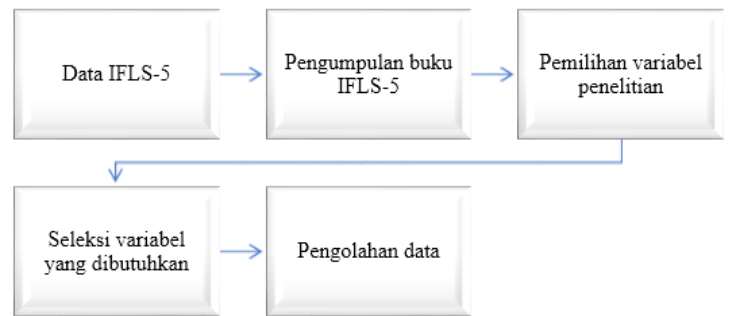 Data IFLS-5
Pengumpulan buku
IFLS-5
Pemilihan variabel
penelitian
Seleksi variabel
yang dibutuhkan
Pengolahan data